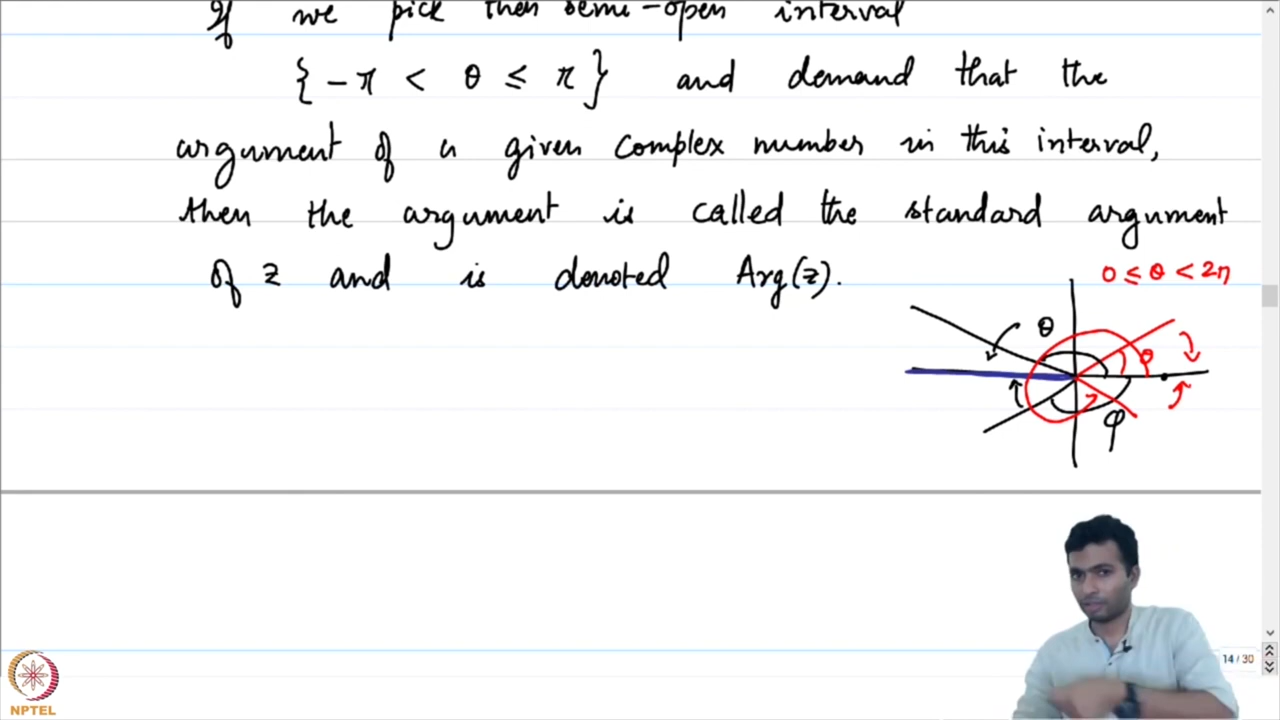 If we pick then semi-open interval
{-π < θ ≤ π} and demand that the
argument of a given complex number in this interval,
then the argument is called the standard argument
of z and is denoted Arg(z).
0 ≤ θ < 2π
θ
θ
φ
14 / 30
NPTEL